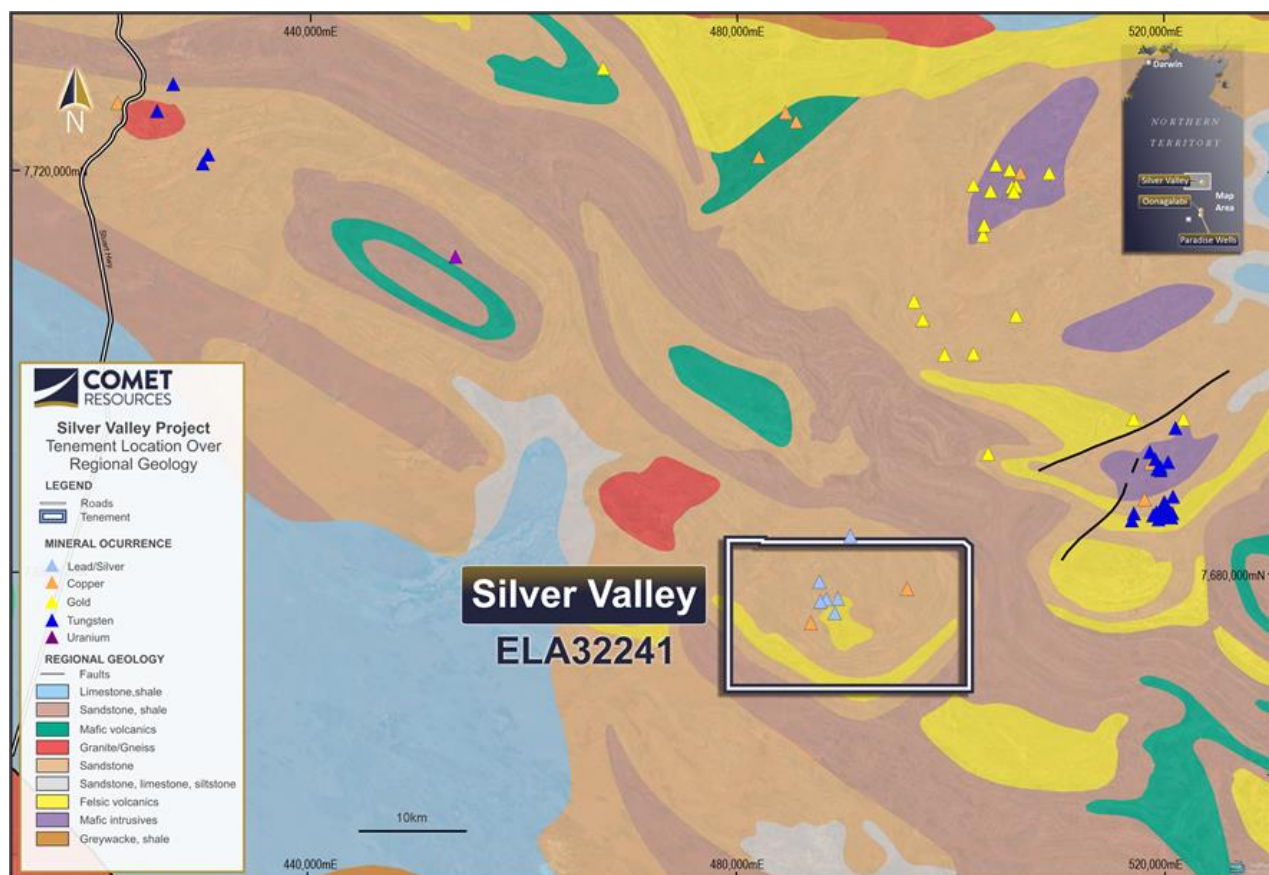 440,000mE
480,000mE
520,000mE
Darwin
NORTHERN
TERRITORY
Silver Valley
Oonagalabi
Map
Area
Paradise Wells
N
7,720,000mN
Stuart Hwy
COMET
RESOURCES
Silver Valley Project
Tenement Location Over
Regional Geology
LEGEND
Roads
Tenement
MINERAL OCURRENCE
Lead/Silver
Copper
Gold
Tungsten
Uranium
REGIONAL GEOLOGY
Faults
Limestone,shale
Sandstone, shale
Mafic volcanics
Granite/Gneiss
Sandstone
Sandstone, limestone, siltstone
Felsic volcanics
Mafic intrusives
Greywacke, shale
Silver Valley
ELA32241
7,680,000mN
10km
440,000mE
480,000mE
520,000mE